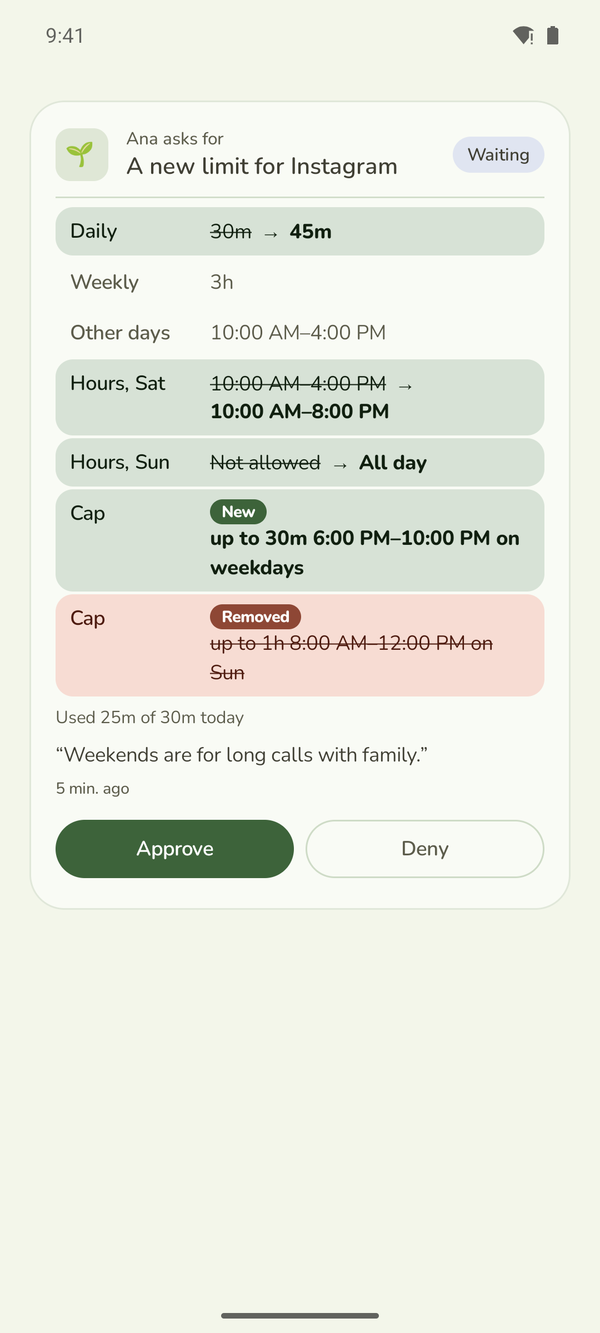 9:41
Ana asks for
A new limit for Instagram
Waiting
Daily 30m → 45m
Weekly 3h
Other days 10:00 AM–4:00 PM
Hours, Sat 10:00 AM–4:00 PM →
10:00 AM–8:00 PM
Hours, Sun Not allowed → All day
Cap New
up to 30m 6:00 PM–10:00 PM on
weekdays
Cap Removed
up to 1h 8:00 AM–12:00 PM on
Sun
Used 25m of 30m today
“Weekends are for long calls with family.”
5 min. ago
Approve Deny